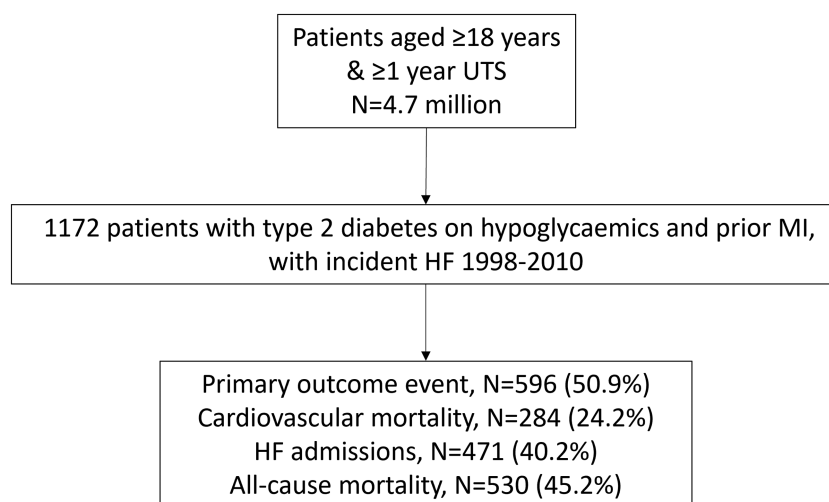 Patients aged ≥18 years
& ≥1 year UTS
N=4.7 million
1172 patients with type 2 diabetes on hypoglycaemics and prior MI,
with incident HF 1998-2010
Primary outcome event, N=596 (50.9%)
Cardiovascular mortality, N=284 (24.2%)
HF admissions, N=471 (40.2%)
All-cause mortality, N=530 (45.2%)